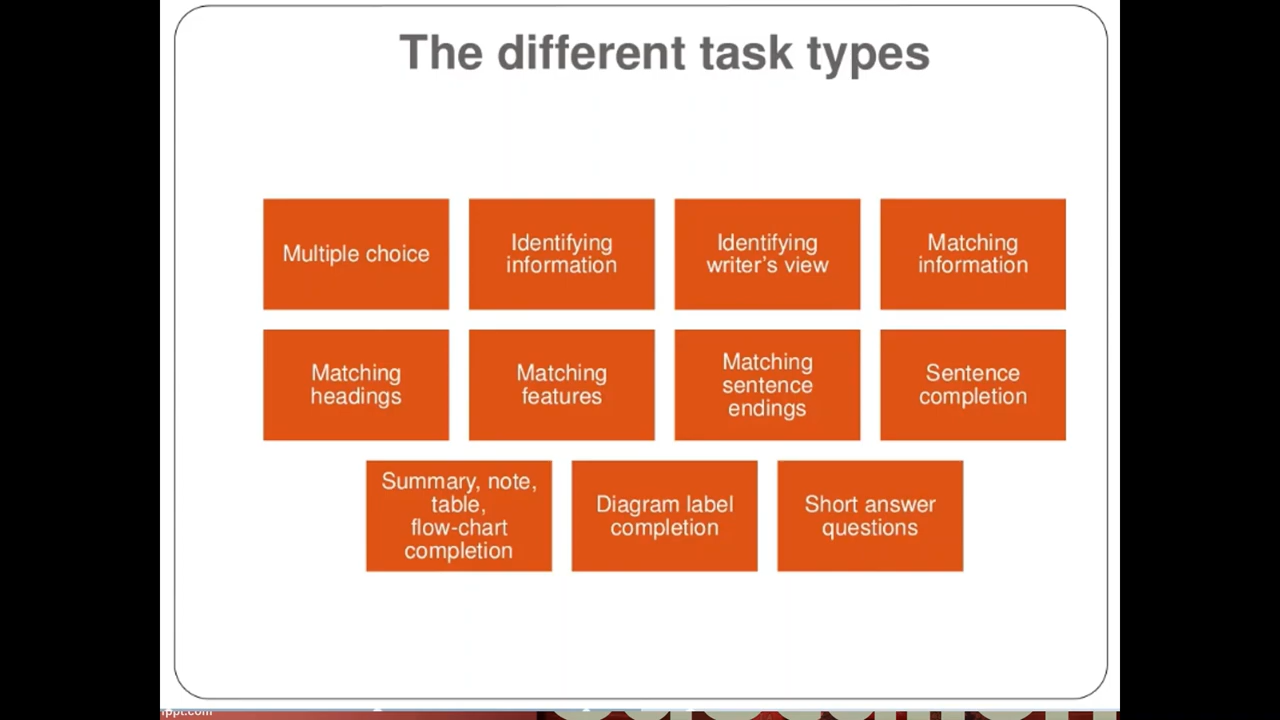 The different task types
Multiple choice
Identifying
information
Identifying
writer's view
Matching
information
Matching
headings
Matching
features
Matching
sentence
endings
Sentence
completion
Summary, note,
table,
flow-chart
completion
Diagram label
completion
Short answer
questions